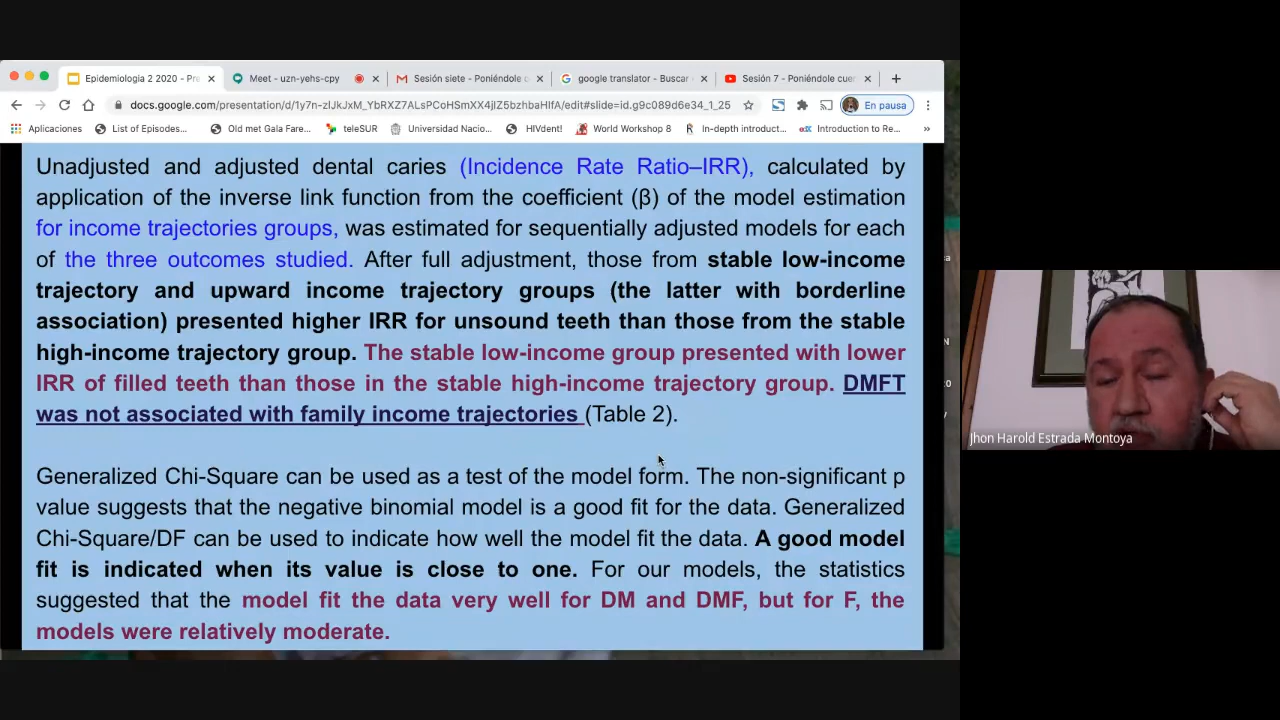 Epidemiologia 2 2020 - Pre
Meet - uzn-yehs-cpy
Sesión siete - Poniéndole c
google translator - Buscar
Sesión 7 - Poniéndole cue
docs.google.com/presentation/d/1y7n-zIJkJxM_YbRXZ7ALsPCoHSmXX4jIZ5bzhbaHlfA/edit#slide=id.g9c089d6e34_1_25
En pausa
Aplicaciones
List of Episodes...
Old met Gala Fare...
teleSUR
Universidad Nacio...
HIVdent!
World Workshop 8
In-depth introduct...
Introduction to Re...
»
Unadjusted and adjusted dental caries (Incidence Rate Ratio–IRR), calculated by
application of the inverse link function from the coefficient (β) of the model estimation
for income trajectories groups, was estimated for sequentially adjusted models for each
of the three outcomes studied. After full adjustment, those from stable low-income
trajectory and upward income trajectory groups (the latter with borderline
association) presented higher IRR for unsound teeth than those from the stable
high-income trajectory group. The stable low-income group presented with lower
IRR of filled teeth than those in the stable high-income trajectory group. DMFT
was not associated with family income trajectories (Table 2).
Generalized Chi-Square can be used as a test of the model form. The non-significant p
value suggests that the negative binomial model is a good fit for the data. Generalized
Chi-Square/DF can be used to indicate how well the model fit the data. A good model
fit is indicated when its value is close to one. For our models, the statistics
suggested that the model fit the data very well for DM and DMF, but for F, the
models were relatively moderate.
Jhon Harold Estrada Montoya